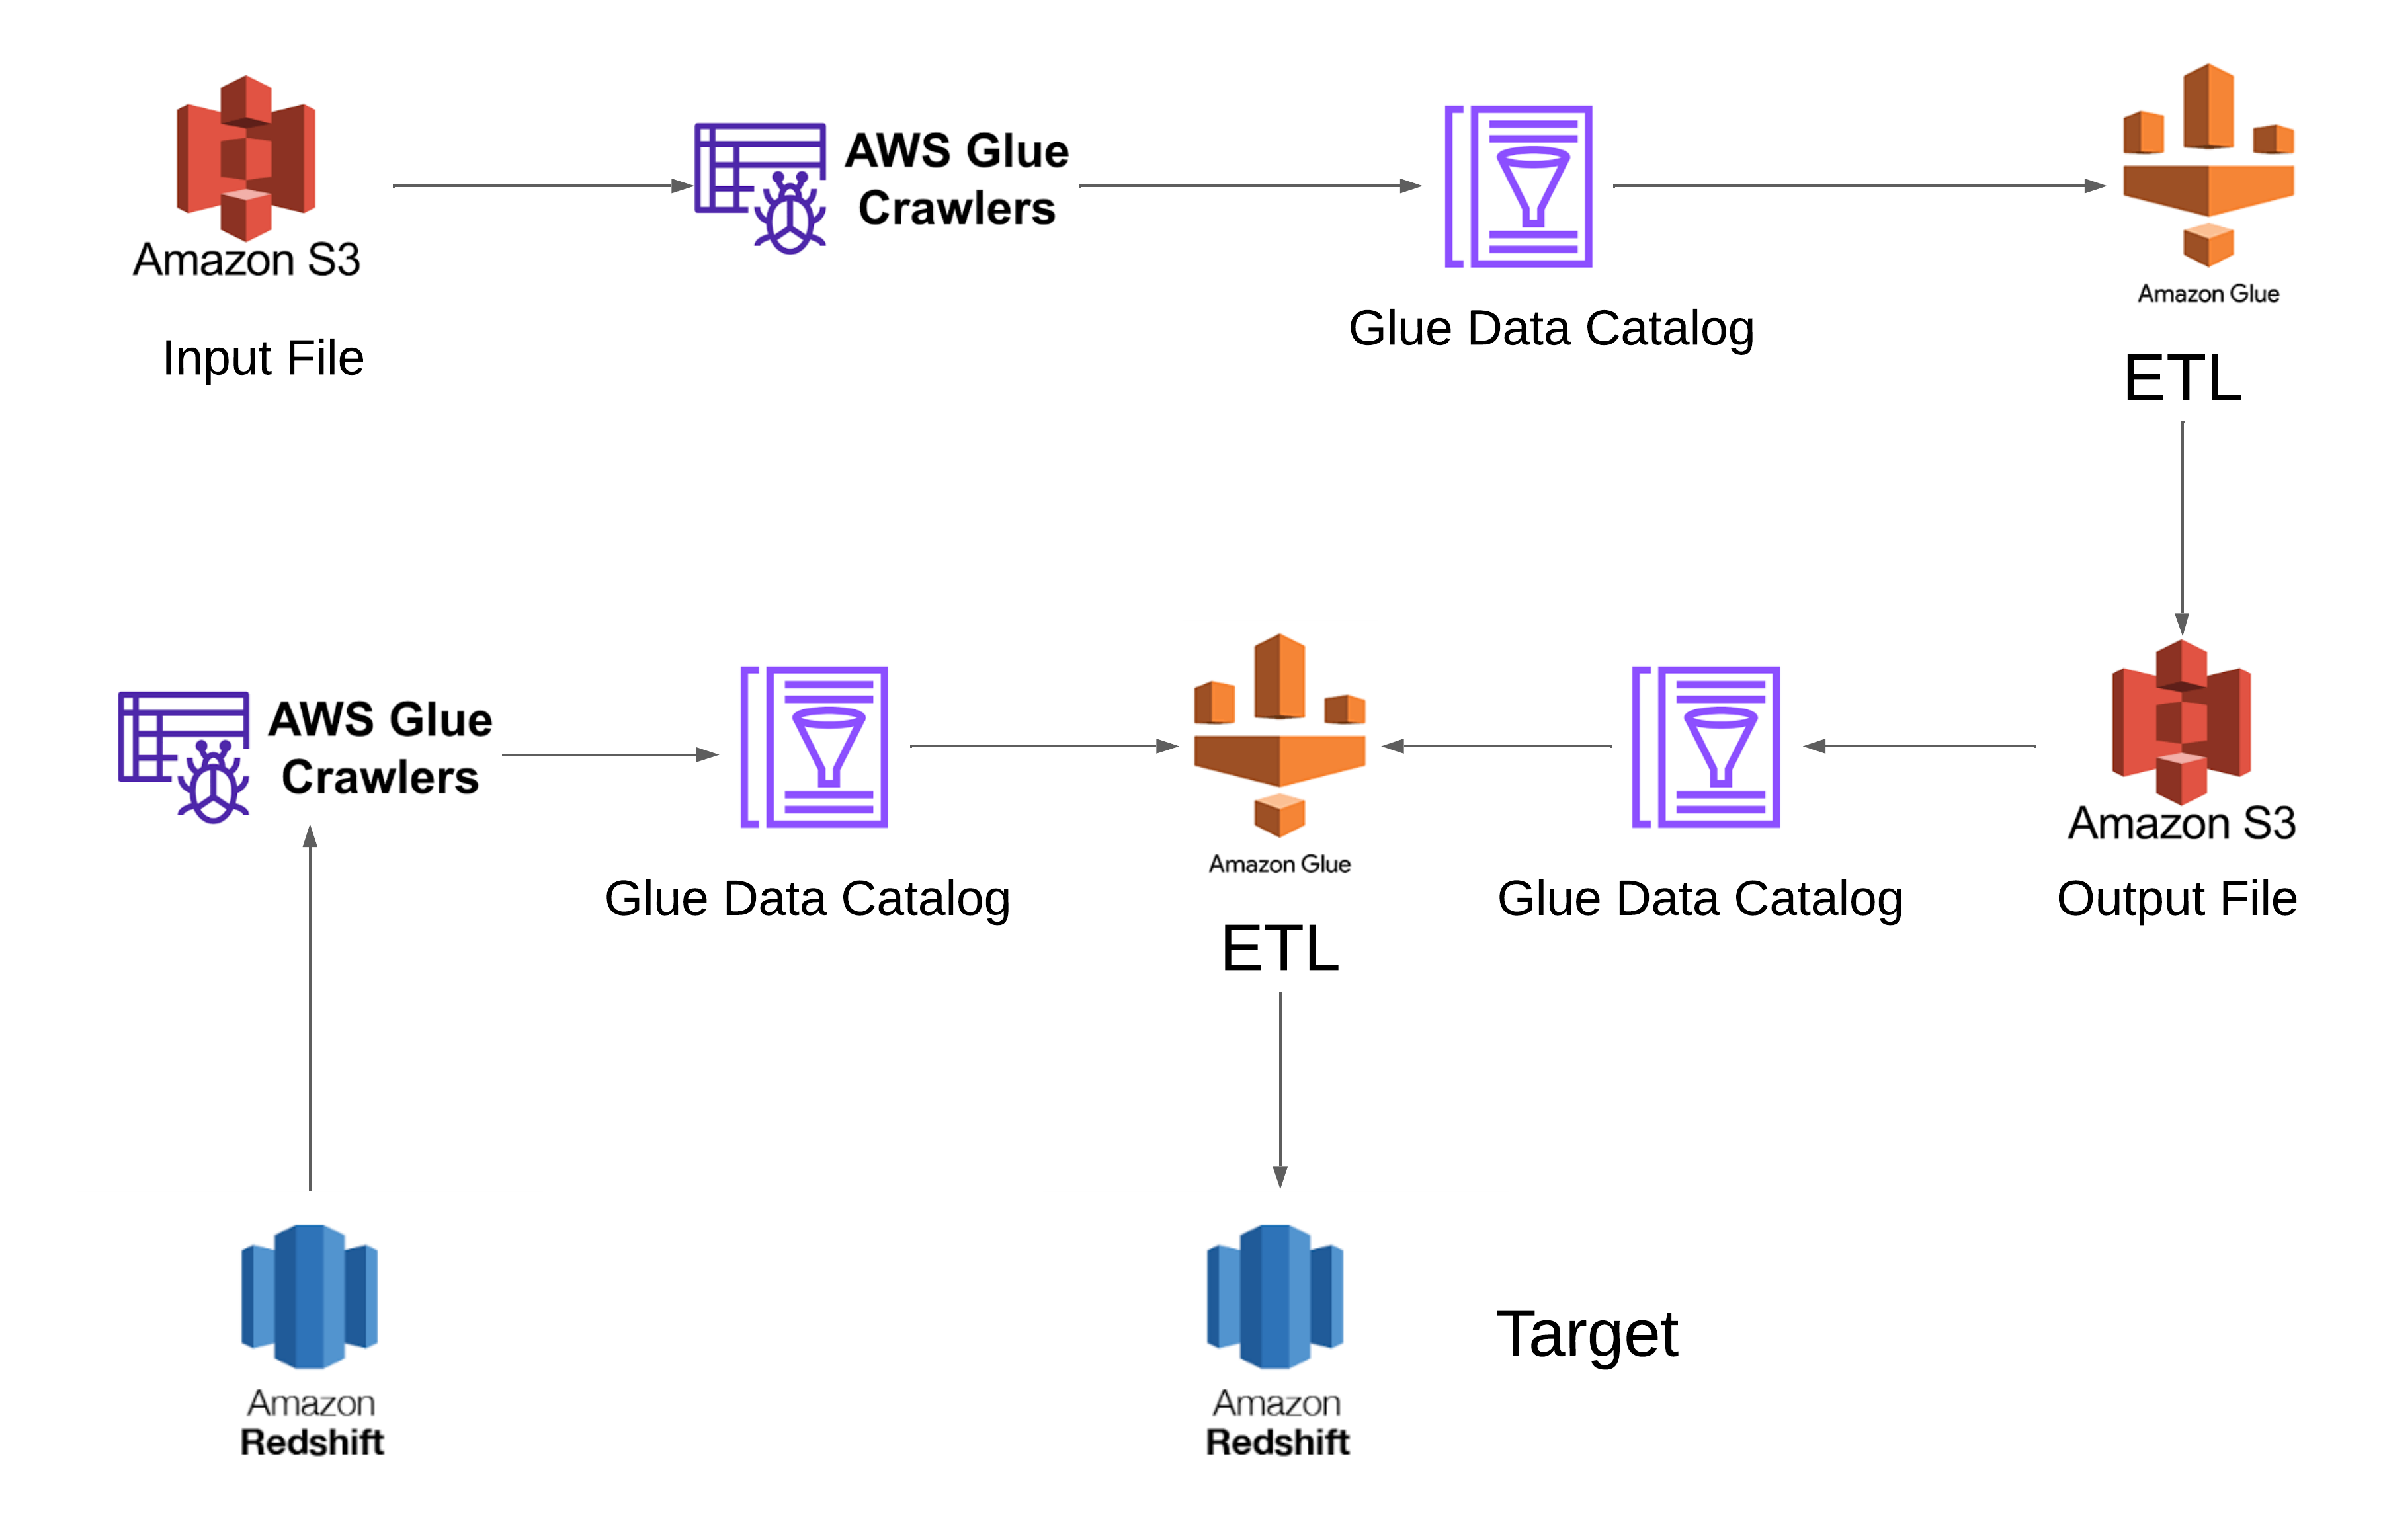 Amazon S3
Input File
AWS Glue
Crawlers
Glue Data Catalog
Amazon Glue
ETL
AWS Glue
Crawlers
Glue Data Catalog
Amazon Glue
ETL
Glue Data Catalog
Amazon S3
Output File
Amazon
Redshift
Amazon
Redshift
Target